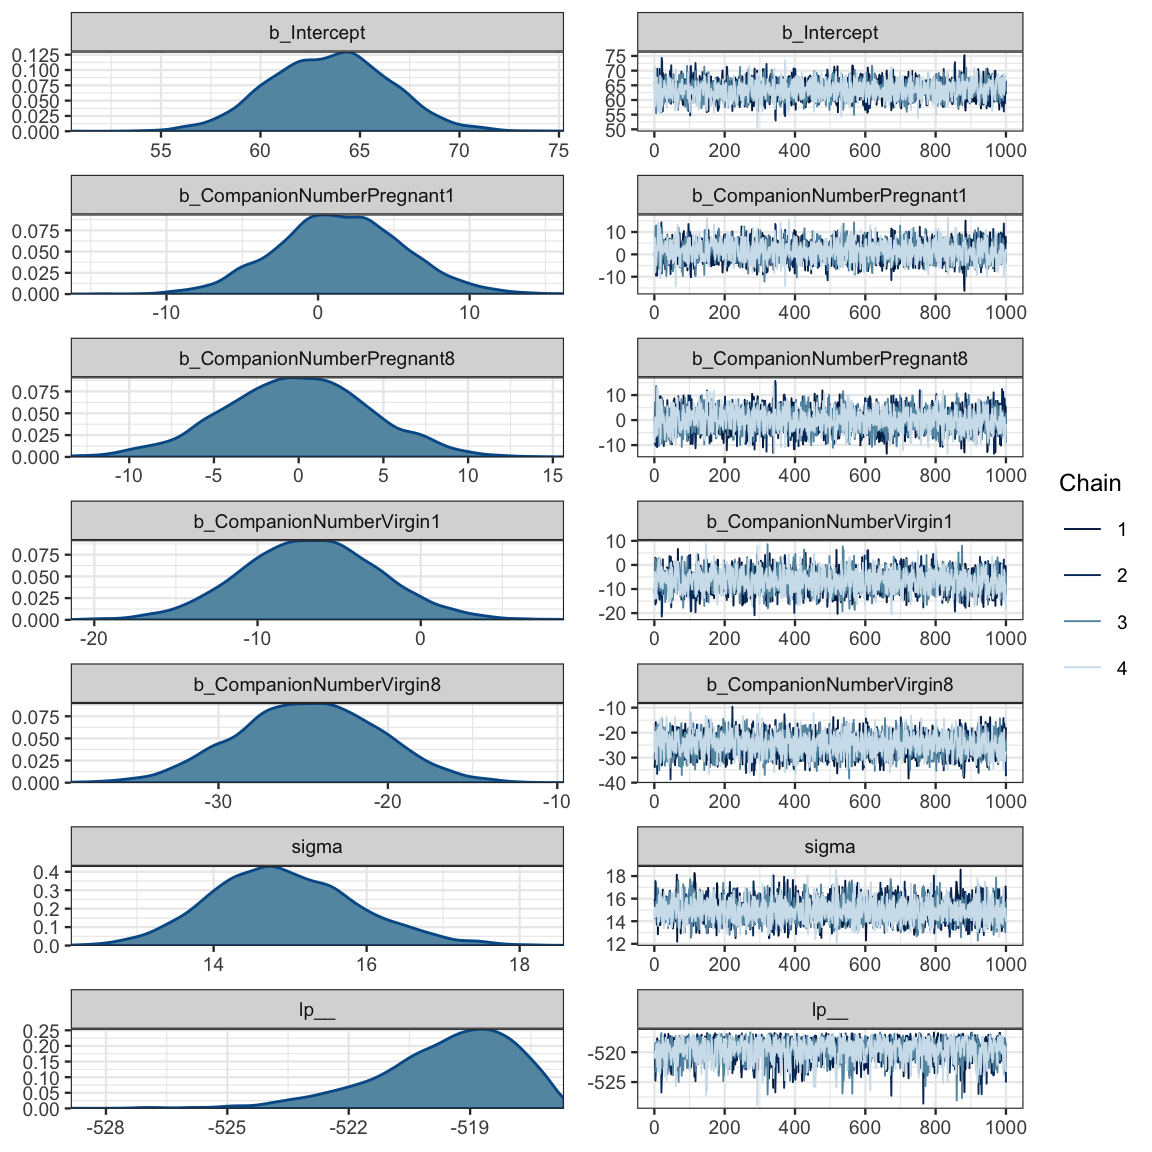 b_Intercept
0.125
0.100
0.075
0.050
0.025
0.000
55 60 65 70 75
b_Intercept
75
70
65
60
55
50
0 200 400 600 800 1000
b_CompanionNumberPregnant1
0.075
0.050
0.025
0.000
-10 0 10
b_CompanionNumberPregnant1
10
0
-10
0 200 400 600 800 1000
b_CompanionNumberPregnant8
0.075
0.050
0.025
0.000
-10 -5 0 5 10 15
b_CompanionNumberPregnant8
10
0
-10
0 200 400 600 800 1000
b_CompanionNumberVirgin1
0.075
0.050
0.025
0.000
-20 -10 0
b_CompanionNumberVirgin1
10
0
-10
-20
0 200 400 600 800 1000
b_CompanionNumberVirgin8
0.075
0.050
0.025
0.000
-30 -20 -10
b_CompanionNumberVirgin8
-10
-20
-30
-40
0 200 400 600 800 1000
sigma
0.4
0.3
0.2
0.1
0.0
14 16 18
sigma
18
16
14
12
0 200 400 600 800 1000
lp__
0.25
0.20
0.15
0.10
0.05
0.00
-528 -525 -522 -519
lp__
-520
-525
0 200 400 600 800 1000
Chain
1
2
3
4